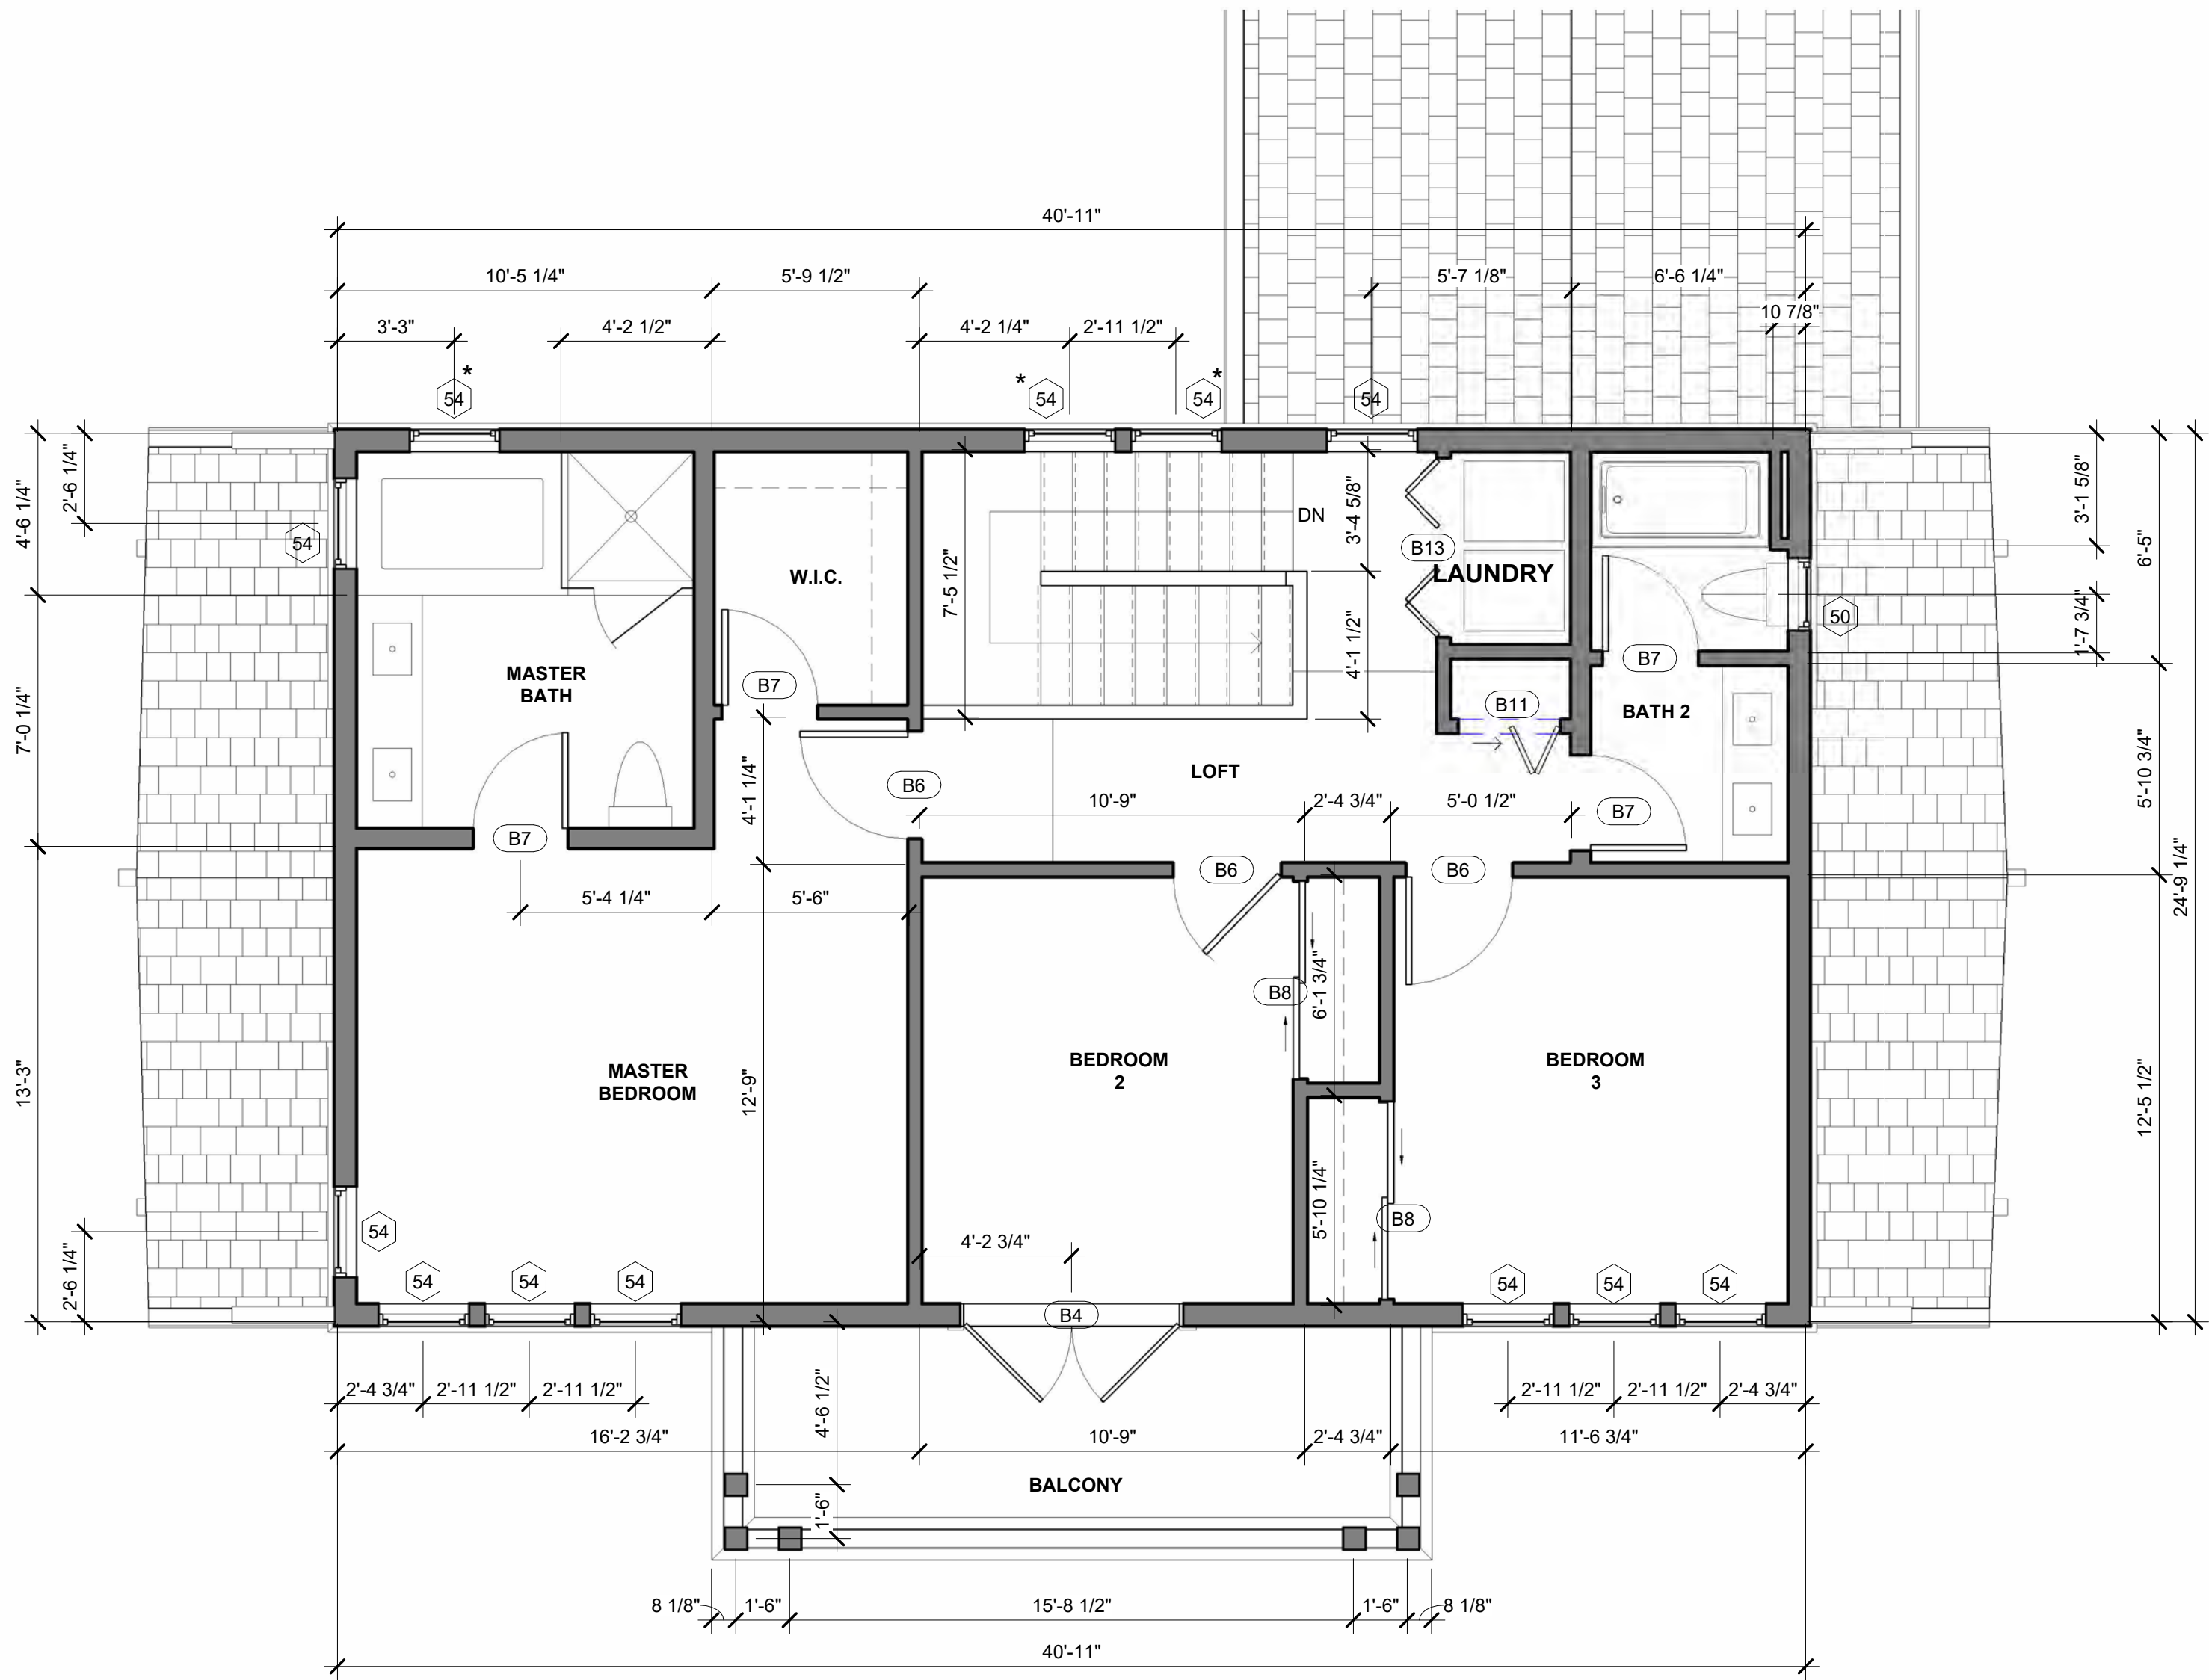 40'-11"
10'-5 1/4"
5'-9 1/2"
5'-7 1/8"
6'-6 1/4"
10 7/8"
3'-3"
4'-2 1/2"
4'-2 1/4"
2'-11 1/2"
*
*
*
54
54
54
54
4'-6 1/4"
2'-6 1/4"
54
3'-4 5/8"
DN
3'-1 5/8"
6'-5"
B13
LAUNDRY
W.I.C.
7'-5 1/2"
4'-1 1/2"
50
1'-7 3/4"
MASTER
BATH
B7
B7
B11
BATH 2
7'-0 1/4"
4'-1 1/4"
B6
LOFT
5'-10 3/4"
10'-9"
2'-4 3/4"
5'-0 1/2"
B7
B7
B6
B6
24'-9 1/4"
5'-4 1/4"
5'-6"
B8
6'-1 3/4"
13'-3"
MASTER
BEDROOM
12'-9"
BEDROOM
2
BEDROOM
3
12'-5 1/2"
5'-10 1/4"
B8
54
4'-2 3/4"
2'-6 1/4"
54
54
54
54
54
54
B4
2'-4 3/4"
2'-11 1/2"
2'-11 1/2"
4'-6 1/2"
2'-11 1/2"
2'-11 1/2"
2'-4 3/4"
16'-2 3/4"
10'-9"
2'-4 3/4"
11'-6 3/4"
BALCONY
1'-6"
8 1/8"
1'-6"
15'-8 1/2"
1'-6"
8 1/8"
40'-11"